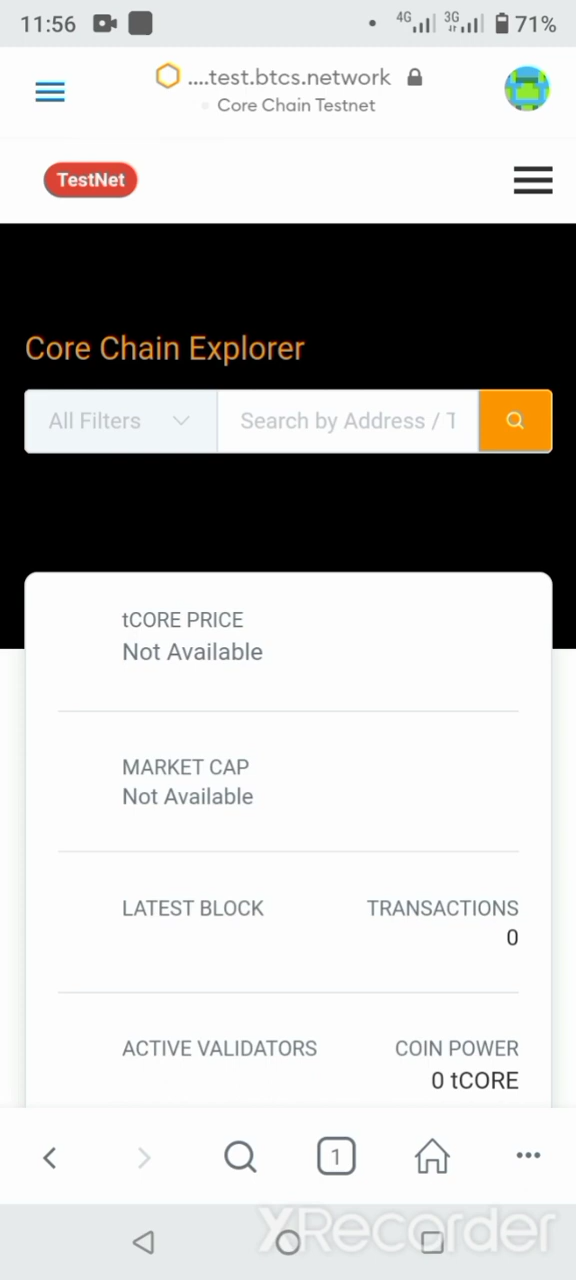 11:56 4G 3G 71%
....test.btcs.network
Core Chain Testnet
TestNet
Core Chain Explorer
All Filters Search by Address / T
tCORE PRICE
Not Available
MARKET CAP
Not Available
LATEST BLOCK TRANSACTIONS
0
ACTIVE VALIDATORS COIN POWER
0 tCORE
1
XRecorder